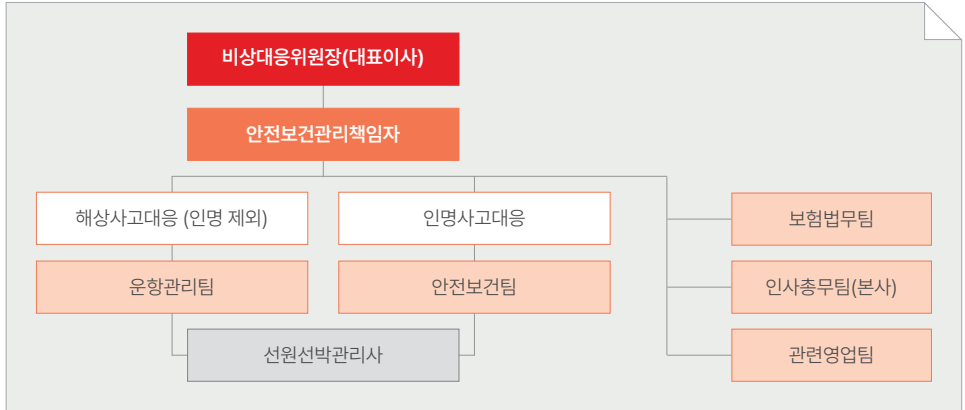 비상대응위원장(대표이사)
안전보건관리책임자
해상사고대응 (인명 제외)
인명사고대응
보험법무팀
운항관리팀
안전보건팀
인사총무팀(본사)
선원선박관리사
관련영업팀